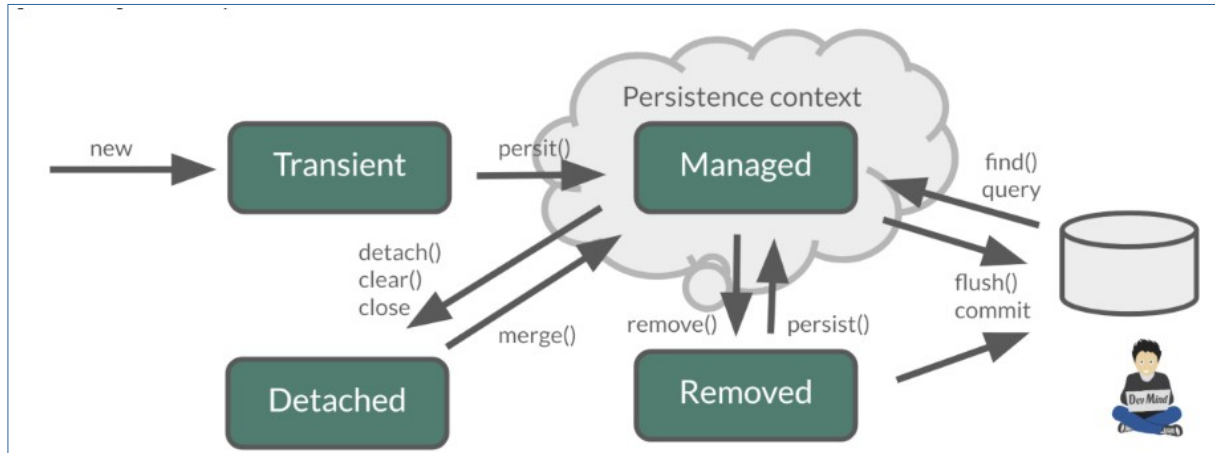 Persistence context
new
Transient
persit()
Managed
find()
query
detach()
clear()
close
merge()
remove()
persist()
flush()
commit
Detached
Removed
Dev Mind